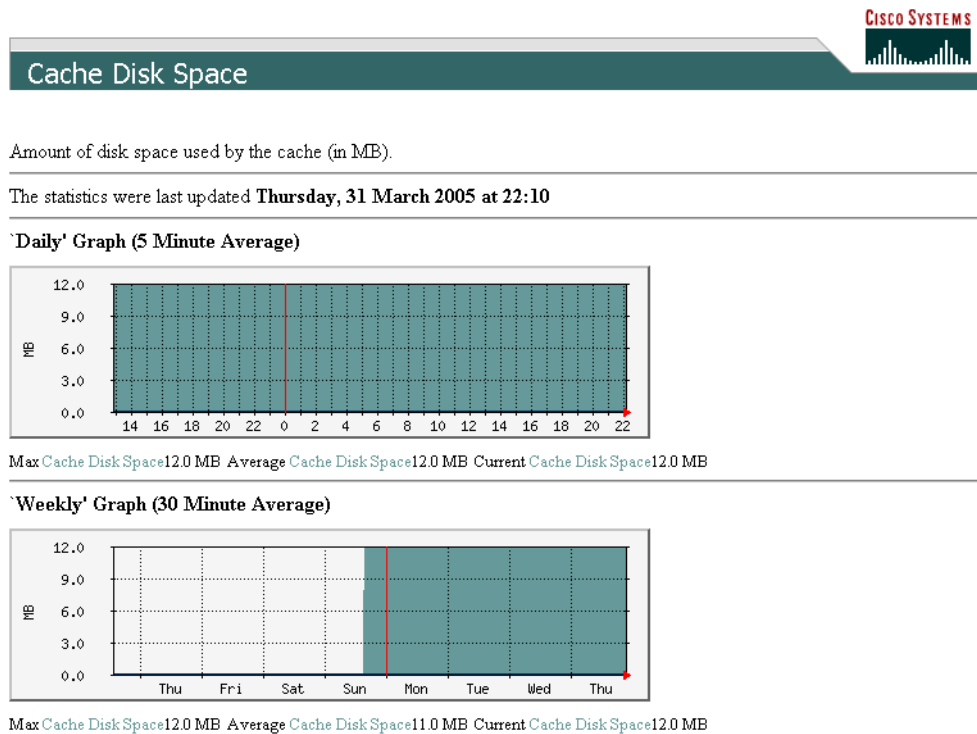 CISCO SYSTEMS
Cache Disk Space
Amount of disk space used by the cache (in MB).
The statistics were last updated Thursday, 31 March 2005 at 22:10
`Daily' Graph (5 Minute Average)
12.0
9.0
MB
6.0
3.0
0.0
14 16 18 20 22 0 2 4 6 8 10 12 14 16 18 20 22
Max Cache Disk Space12.0 MB Average Cache Disk Space12.0 MB Current Cache Disk Space12.0 MB
`Weekly' Graph (30 Minute Average)
12.0
9.0
MB
6.0
3.0
0.0
Thu Fri Sat Sun Mon Tue Wed Thu
Max Cache Disk Space12.0 MB Average Cache Disk Space11.0 MB Current Cache Disk Space12.0 MB